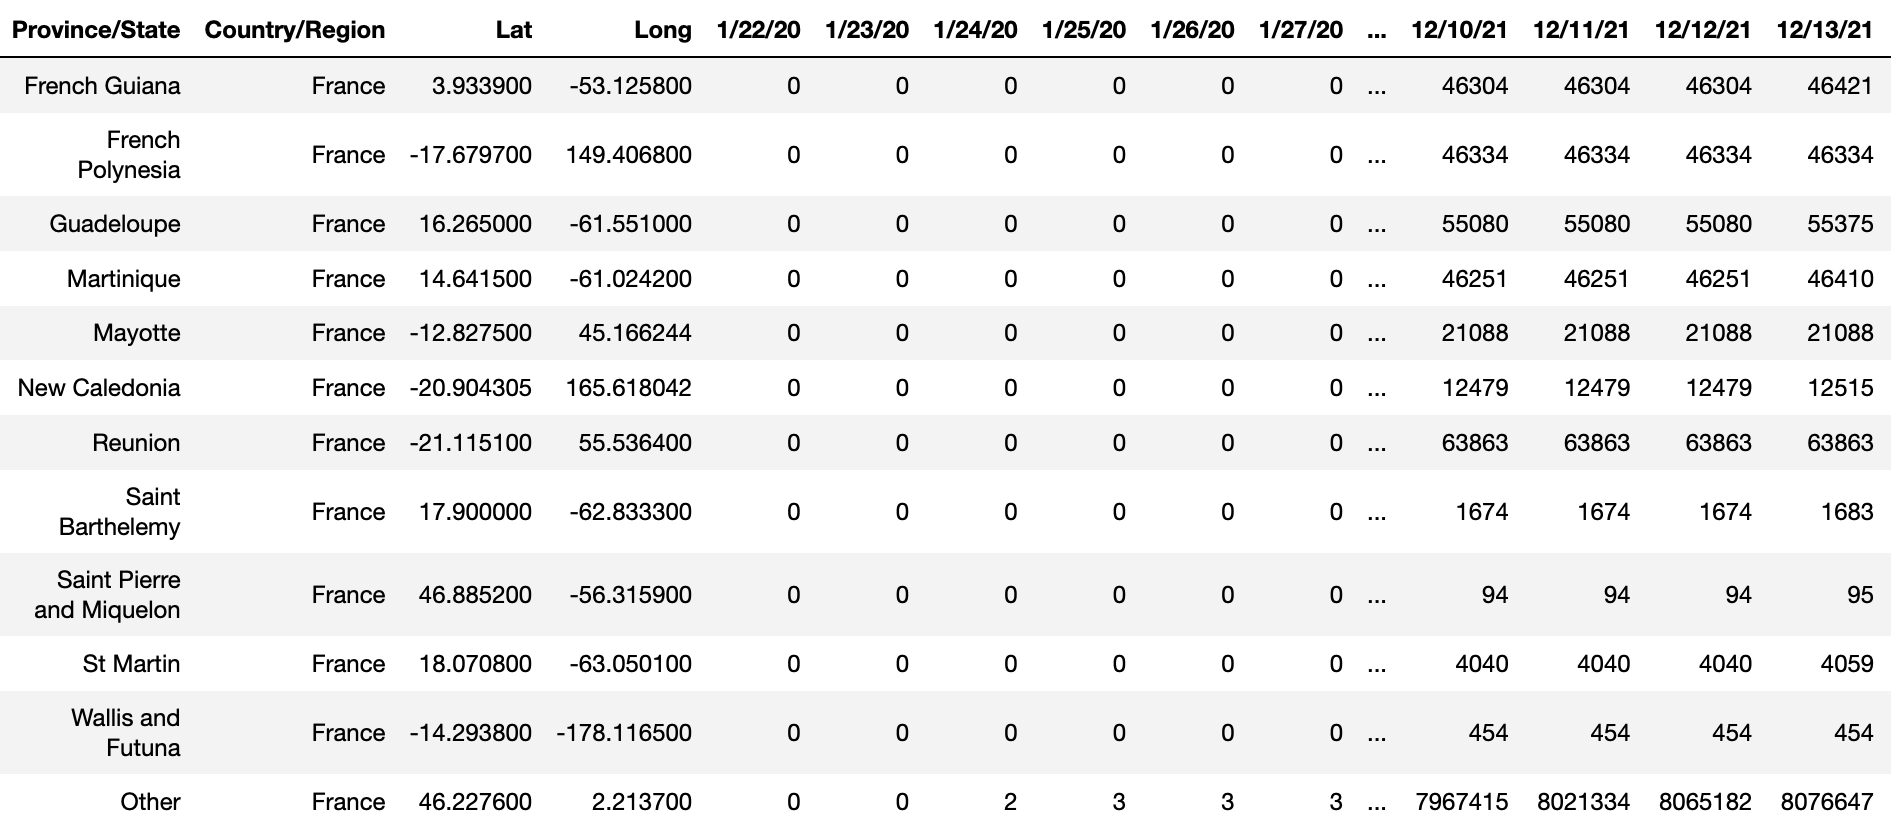 Province/State Country/Region Lat Long 1/22/20 1/23/20 1/24/20 1/25/20 1/26/20 1/27/20 ... 12/10/21 12/11/21 12/12/21 12/13/21
French Guiana France 3.933900 -53.125800 0 0 0 0 0 0 ... 46304 46304 46304 46421
French
Polynesia France -17.679700 149.406800 0 0 0 0 0 0 ... 46334 46334 46334 46334
Guadeloupe France 16.265000 -61.551000 0 0 0 0 0 0 ... 55080 55080 55080 55375
Martinique France 14.641500 -61.024200 0 0 0 0 0 0 ... 46251 46251 46251 46410
Mayotte France -12.827500 45.166244 0 0 0 0 0 0 ... 21088 21088 21088 21088
New Caledonia France -20.904305 165.618042 0 0 0 0 0 0 ... 12479 12479 12479 12515
Reunion France -21.115100 55.536400 0 0 0 0 0 0 ... 63863 63863 63863 63863
Saint
Barthelemy France 17.900000 -62.833300 0 0 0 0 0 0 ... 1674 1674 1674 1683
Saint Pierre
and Miquelon France 46.885200 -56.315900 0 0 0 0 0 0 ... 94 94 94 95
St Martin France 18.070800 -63.050100 0 0 0 0 0 0 ... 4040 4040 4040 4059
Wallis and
Futuna France -14.293800 -178.116500 0 0 0 0 0 0 ... 454 454 454 454
Other France 46.227600 2.213700 0 0 2 3 3 3 ... 7967415 8021334 8065182 8076647